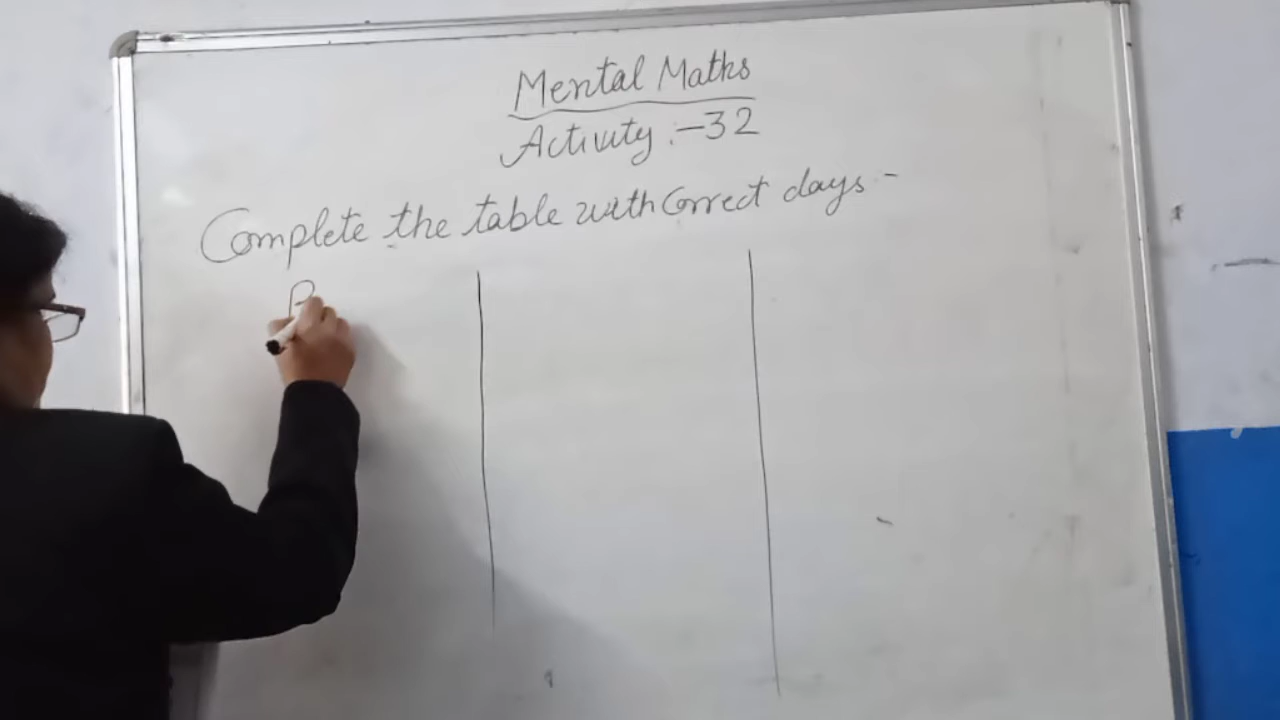 Mental Maths
Activity :-32
Complete the table with Correct days -